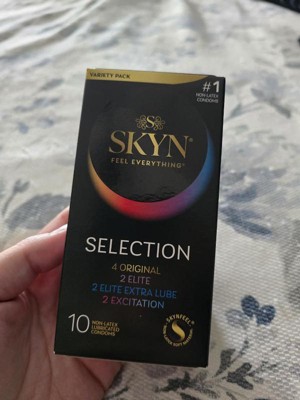 VARIETY PACK
#1
NON-LATEX
CONDOMS
SKYN®
FEEL EVERYTHING™
SELECTION
4 ORIGINAL
2 ELITE
2 ELITE EXTRA LUBE
2 EXCITATION
10 NON-LATEX
LUBRICATED
CONDOMS
SKYNFEEL